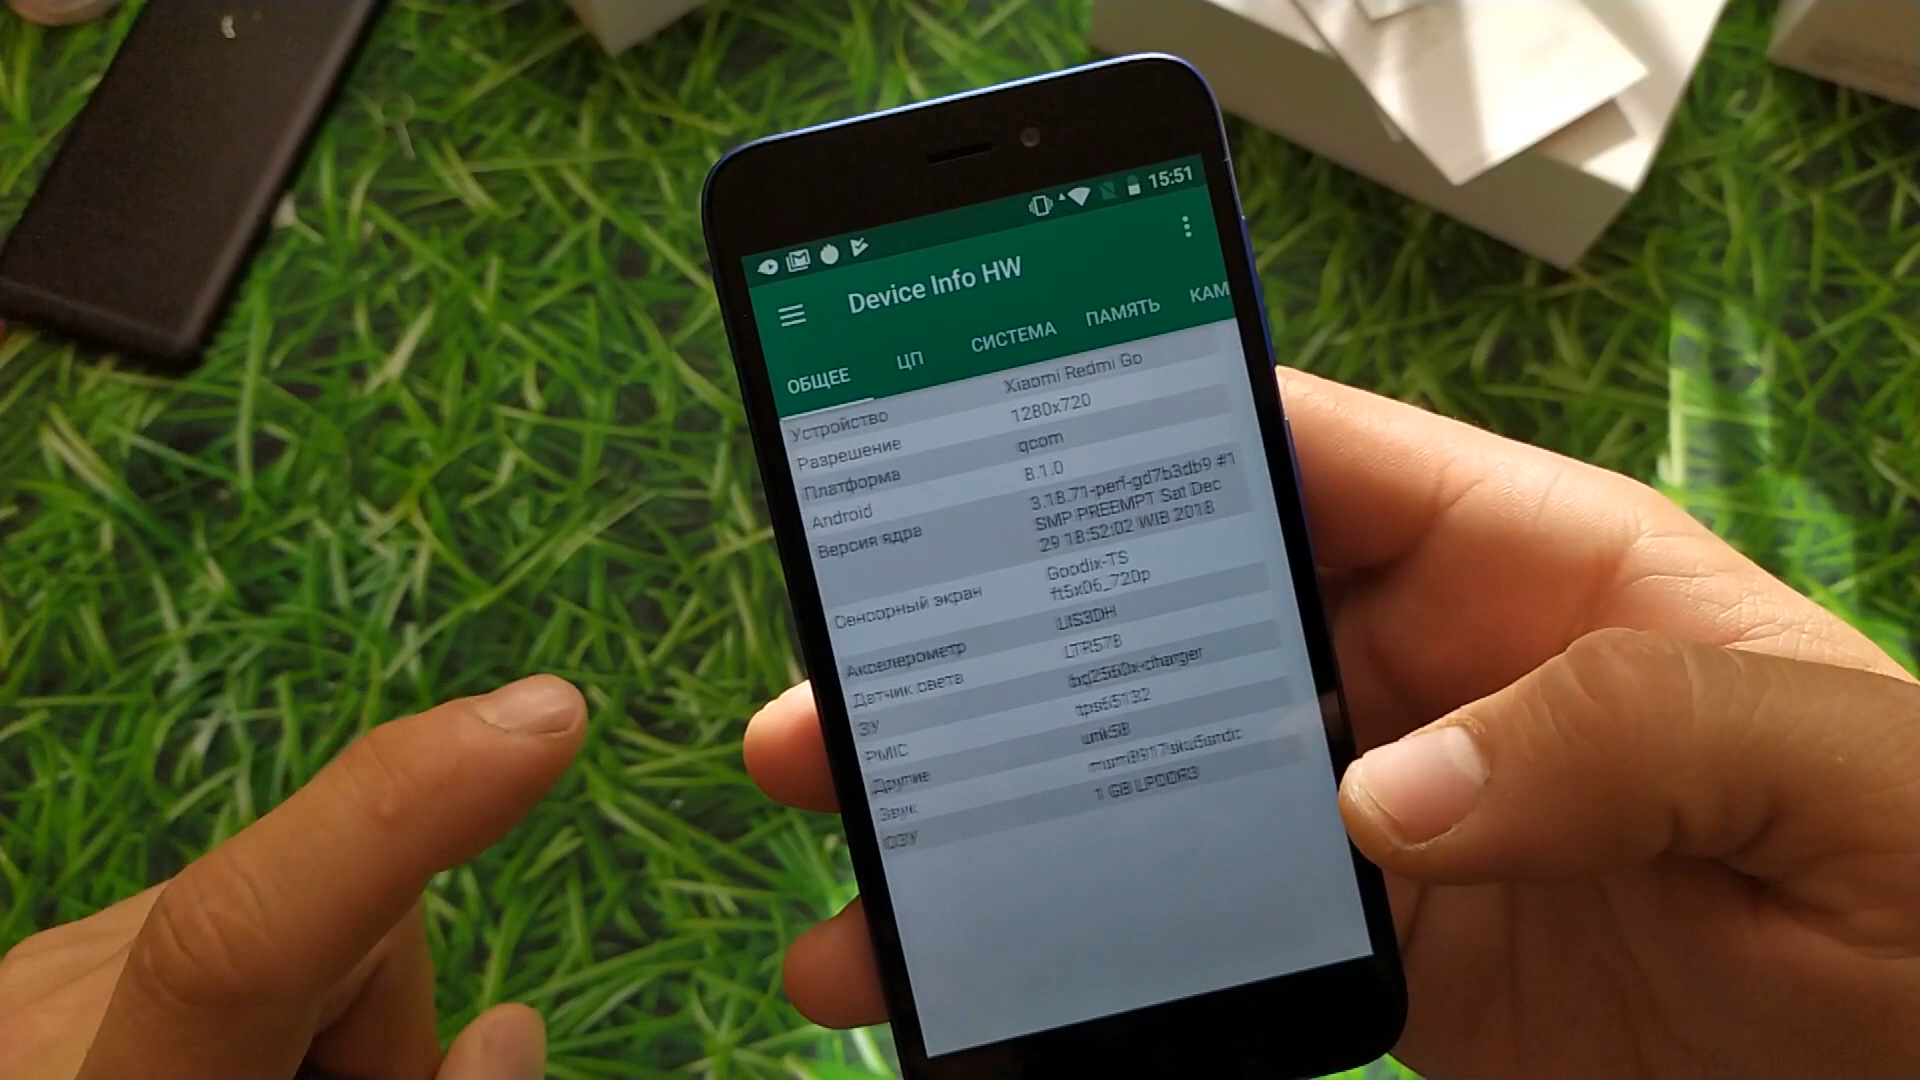 15:51
Device Info HW
ОБЩЕЕ ЦП СИСТЕМА ПАМЯТЬ КАМ
Устройство Xiaomi Redmi Go
Разрешение 1280x720
Платформа qcom
Android 8.1.0
Версия ядра 3.18.71-perf-gd7b3db9 #1
SMP PREEMPT Sat Dec
29 18:52:02 WIB 2018
Сенсорный экран Goodix-TS
ft5x06_720p
Акселерометр LIS3DH
Датчик света LTR578
ЗУ bq2560x-charger
PMIC tps65132
Другие
Звук
ОЗУ 1 GB LPDDR3